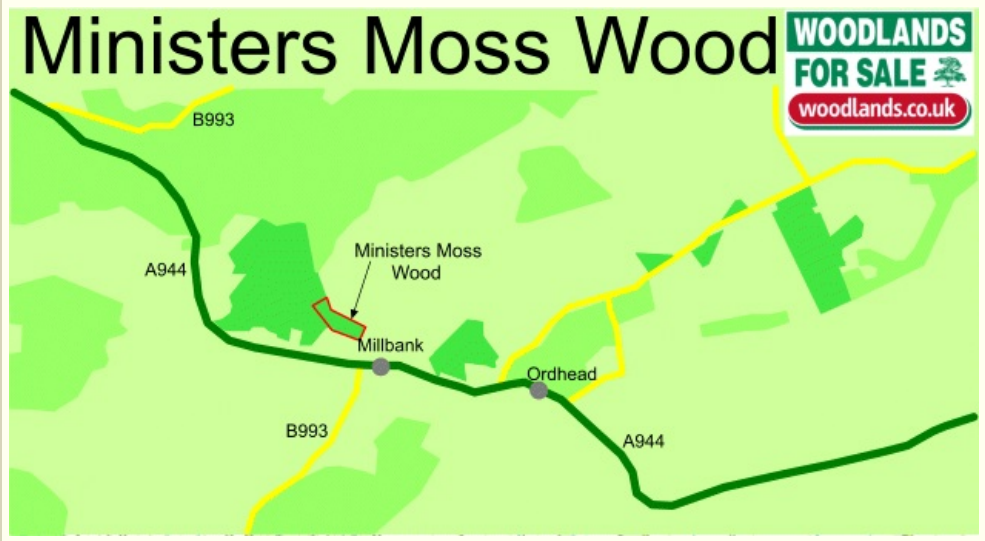 Ministers Moss Wood
WOODLANDS
FOR SALE
woodlands.co.uk
B993
A944
Ministers Moss
Wood
Millbank
Ordhead
B993
A944